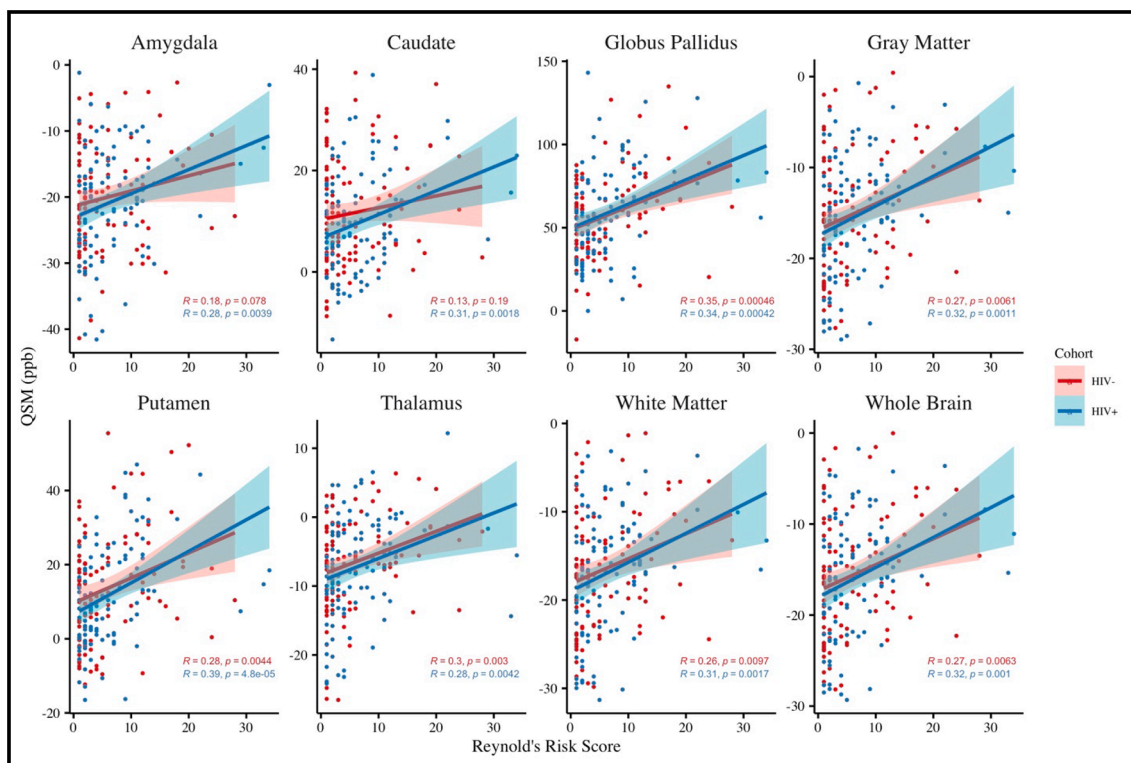 Amygdala
Caudate
Globus Pallidus
Gray Matter
0
-10
-20
-30
-40
40
20
0
150
100
50
0
0
-10
-20
-30
R = 0.18, p = 0.078
R = 0.28, p = 0.0039
R = 0.13, p = 0.19
R = 0.31, p = 0.0018
R = 0.35, p = 0.00046
R = 0.34, p = 0.00042
R = 0.27, p = 0.0061
R = 0.32, p = 0.0011
0 10 20 30
0 10 20 30
0 10 20 30
0 10 20 30
QSM (ppb)
Cohort
HIV-
HIV+
Putamen
Thalamus
White Matter
Whole Brain
40
20
0
-20
10
0
-10
-20
0
-10
-20
-30
0
-10
-20
-30
R = 0.28, p = 0.0044
R = 0.39, p = 4.8e-05
R = 0.3, p = 0.003
R = 0.28, p = 0.0042
R = 0.26, p = 0.0097
R = 0.31, p = 0.0017
R = 0.27, p = 0.0063
R = 0.32, p = 0.001
0 10 20 30
0 10 20 30
0 10 20 30
0 10 20 30
Reynold's Risk Score